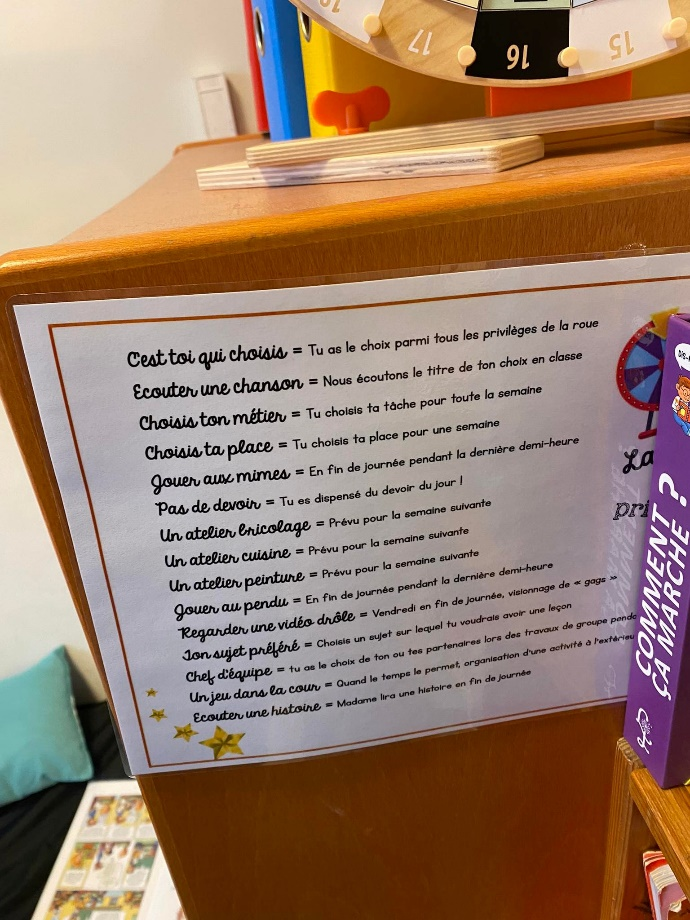 17
16
15
C'est toi qui choisis = Tu as le choix parmi tous les privilèges de la roue
Ecouter une chanson = Nous écoutons le titre de ton choix en classe
Choisis ton métier = Tu choisis ta tâche pour toute la semaine
Choisis ta place = Tu choisis ta place pour une semaine
Jouer aux mimes = En fin de journée pendant la dernière demi-heure
Pas de devoir = Tu es dispensé du devoir du jour !
Un atelier bricolage = Prévu pour la semaine suivante
Un atelier cuisine = Prévu pour la semaine suivante
Un atelier peinture = Prévu pour la semaine suivante
Jouer au pendu = En fin de journée pendant la dernière demi-heure
Regarder une vidéo drôle = Vendredi en fin de journée, visionnage de « gags »
Ton sujet préféré = Choisis un sujet sur lequel tu voudrais avoir une leçon
Chef d'équipe = tu as le choix de ton ou tes partenaires lors des travaux de groupe
Un jeu dans la cour = Quand le temps le permet, organisation d'une activité à
Ecouter une histoire = Madame lira une histoire en fin de journée
La
COMMENT
ÇA MARCHE ?